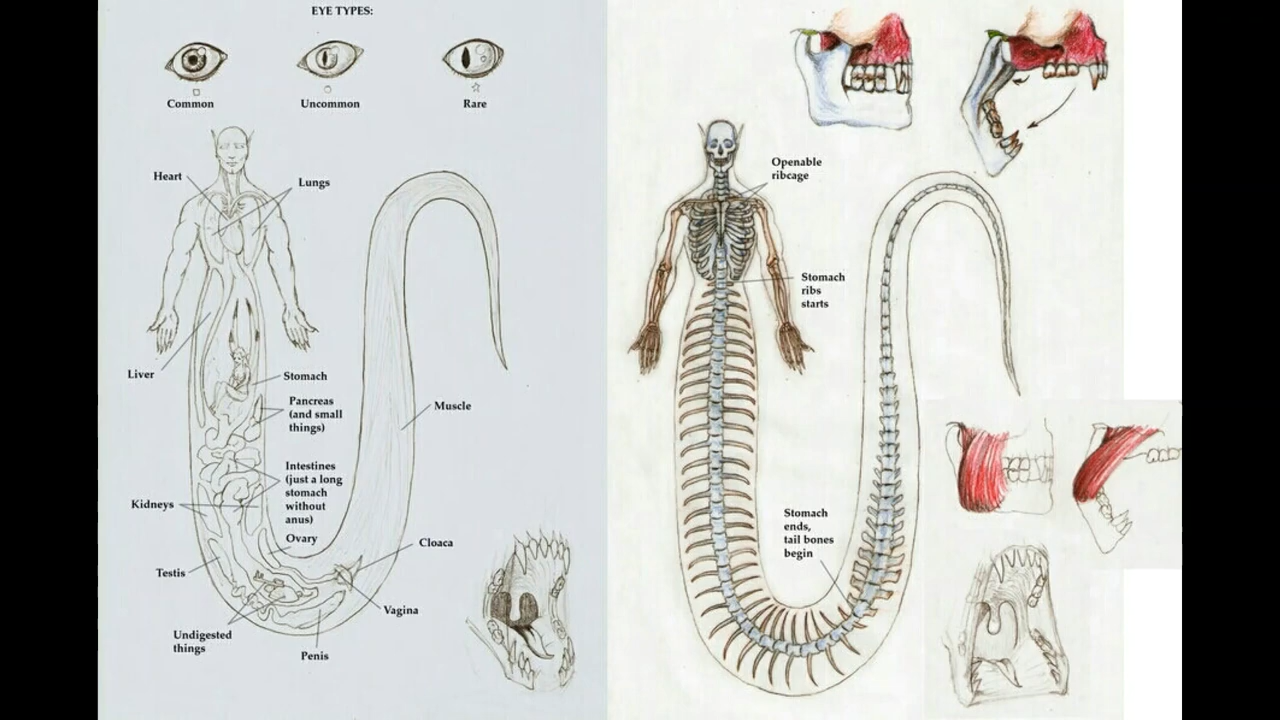 EYE TYPES:
Common
Uncommon
Rare
Heart
Lungs
Liver
Stomach
Pancreas
(and small
things)
Muscle
Intestines
(just a long
stomach
without
anus)
Kidneys
Ovary
Cloaca
Testis
Vagina
Undigested
things
Penis
Openable
ribcage
Stomach
ribs
starts
Stomach
ends,
tail bones
begin